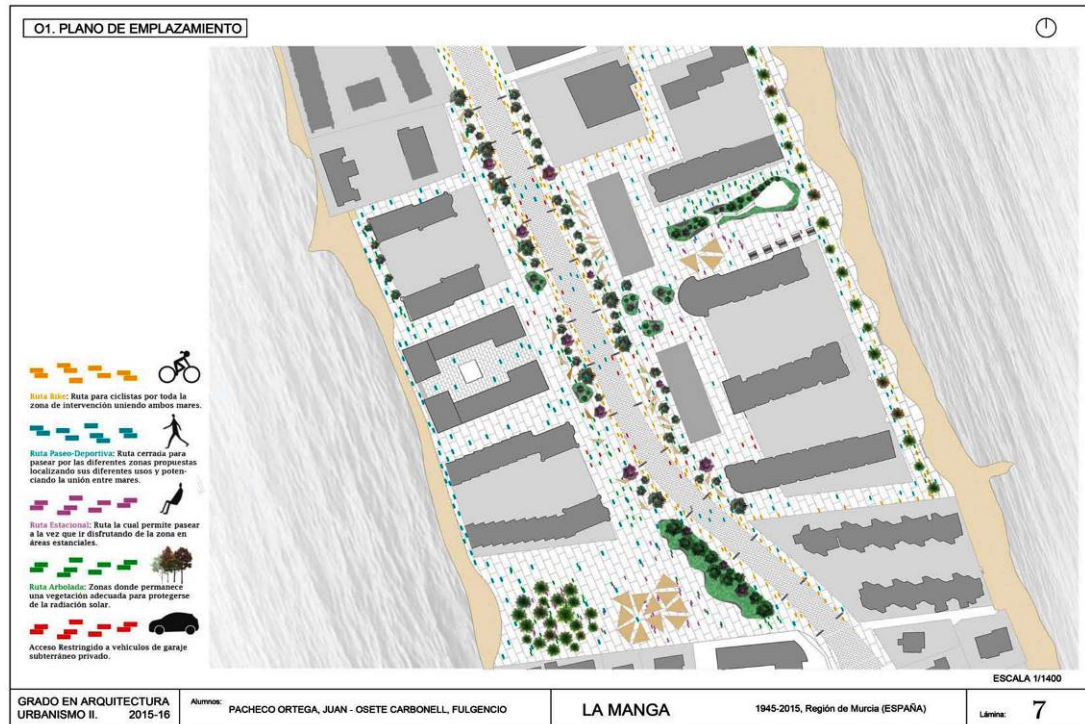 O1. PLANO DE EMPLAZAMIENTO
Ruta Bike: Ruta para ciclistas por toda la
zona de intervención uniendo ambos mares.
Ruta Paseo-Deportiva: Ruta cerrada para
pasear por las diferentes zonas propuestas
localizando sus diferentes usos y poten-
ciando la unión entre mares.
Ruta Estacional: Ruta la cual permite pasear
a la vez que ir disfrutando de la zona en
áreas estanciales.
Ruta Arbolada: Zonas donde permanece
una vegetación adecuada para protegerse
de la radiación solar.
Acceso Restringido a vehículos de garaje
subterráneo privado.
ESCALA 1/1400
GRADO EN ARQUITECTURA
URBANISMO II. 2015-16
Alumnos: PACHECO ORTEGA, JUAN - OSETE CARBONELL, FULGENCIO
LA MANGA
1945-2015, Región de Murcia (ESPAÑA)
Lámina: 7